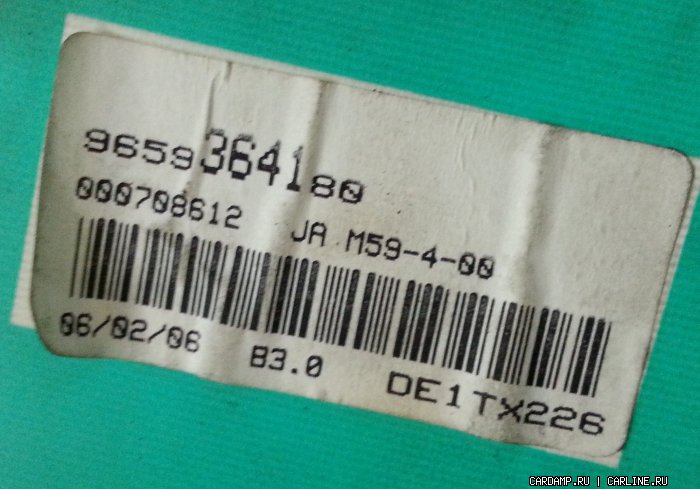 9659364180
000708612 JA M59-4-00
06/02/06 B3.0 DE1TX226
CARDAMP.RU | CARLINE.RU